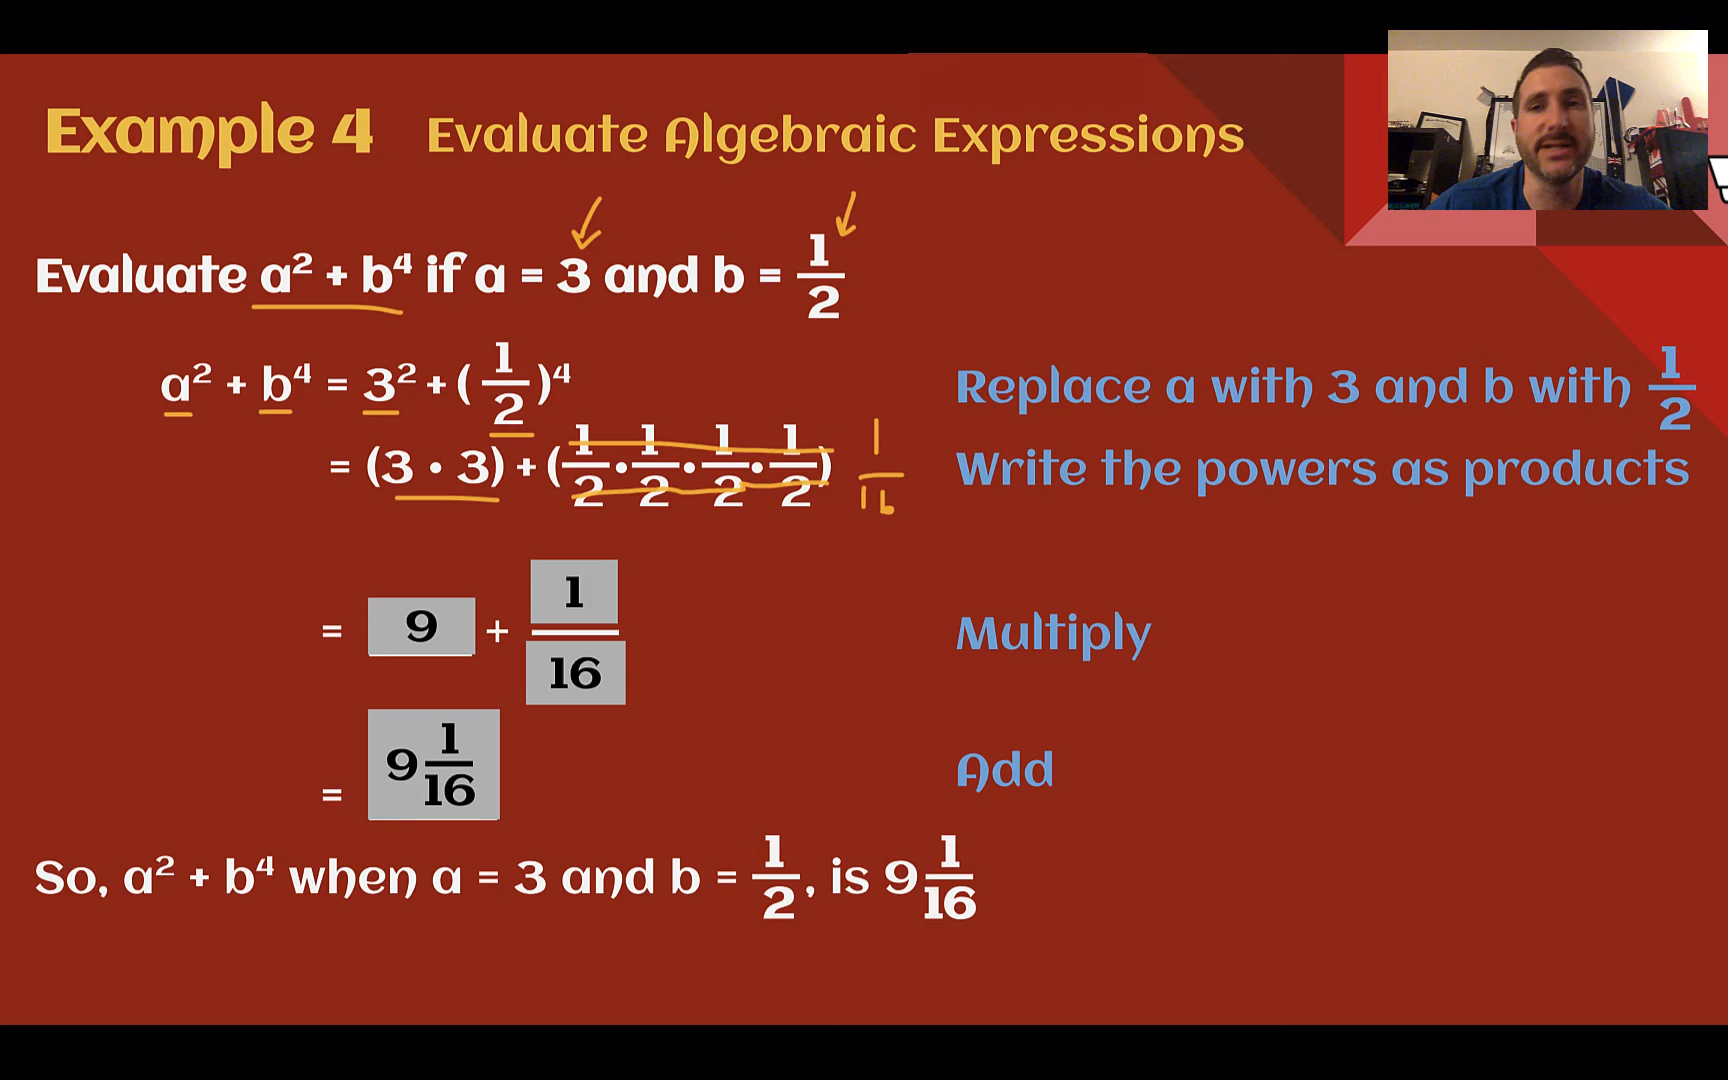 Example 4 Evaluate Algebraic Expressions
Evaluate a² + b⁴ if a = 3 and b = 1/2
a² + b⁴ = 3² + (1/2)⁴ Replace a with 3 and b with 1/2
= (3 • 3) + (1/2 • 1/2 • 1/2 • 1/2) 1/16 Write the powers as products
= 9 + 1/16 Multiply
= 9 1/16 Add
So, a² + b⁴ when a = 3 and b = 1/2, is 9 1/16